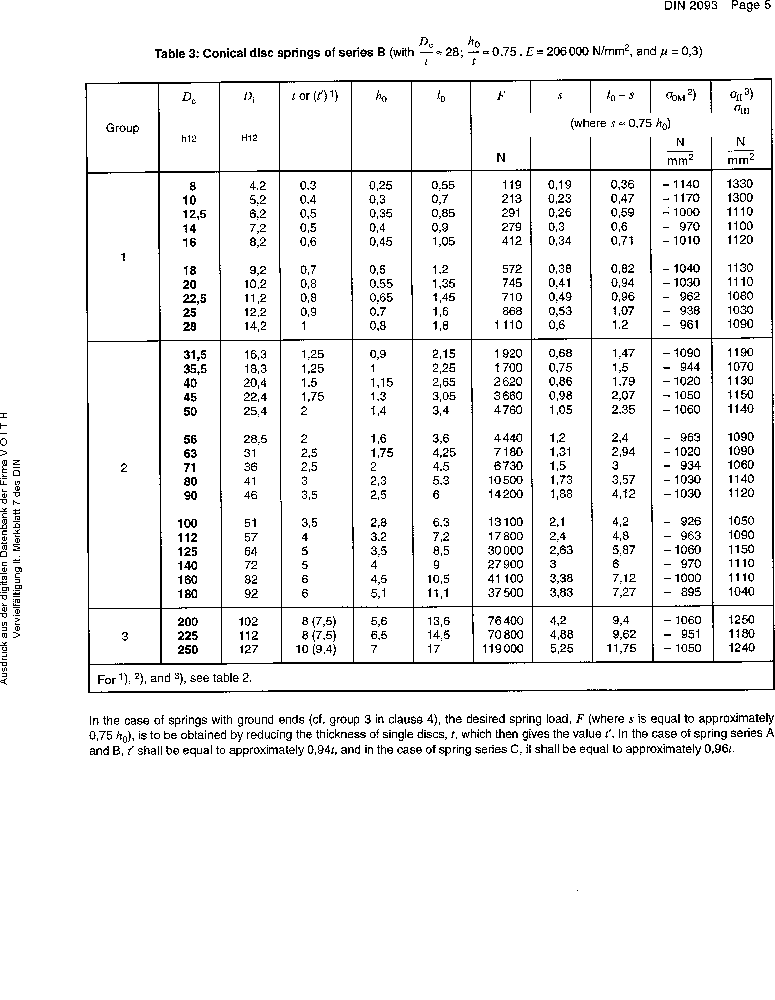 DIN 2093 Page 5
Table 3: Conical disc springs of series B (with De/t ≈ 28; h0/t ≈ 0,75 , E = 206 000 N/mm², and μ = 0,3)
Group De Di t or (t′) 1) h0 l0 F s l0 – s σOM 2) σII 3)
σIII
(where s ≈ 0,75 h0)
h12 H12 N N/mm² N/mm²
8 4,2 0,3 0,25 0,55 119 0,19 0,36 – 1140 1330
10 5,2 0,4 0,3 0,7 213 0,23 0,47 – 1170 1300
12,5 6,2 0,5 0,35 0,85 291 0,26 0,59 – 1000 1110
14 7,2 0,5 0,4 0,9 279 0,3 0,6 – 970 1100
16 8,2 0,6 0,45 1,05 412 0,34 0,71 – 1010 1120
1
18 9,2 0,7 0,5 1,2 572 0,38 0,82 – 1040 1130
20 10,2 0,8 0,55 1,35 745 0,41 0,94 – 1030 1110
22,5 11,2 0,8 0,65 1,45 710 0,49 0,96 – 962 1080
25 12,2 0,9 0,7 1,6 868 0,53 1,07 – 938 1030
28 14,2 1 0,8 1,8 1 110 0,6 1,2 – 961 1090
31,5 16,3 1,25 0,9 2,15 1 920 0,68 1,47 – 1090 1190
35,5 18,3 1,25 1 2,25 1 700 0,75 1,5 – 944 1070
40 20,4 1,5 1,15 2,65 2 620 0,86 1,79 – 1020 1130
45 22,4 1,75 1,3 3,05 3 660 0,98 2,07 – 1050 1150
50 25,4 2 1,4 3,4 4 760 1,05 2,35 – 1060 1140
56 28,5 2 1,6 3,6 4 440 1,2 2,4 – 963 1090
63 31 2,5 1,75 4,25 7 180 1,31 2,94 – 1020 1090
2 71 36 2,5 2 4,5 6 730 1,5 3 – 934 1060
80 41 3 2,3 5,3 10 500 1,73 3,57 – 1030 1140
90 46 3,5 2,5 6 14 200 1,88 4,12 – 1030 1120
100 51 3,5 2,8 6,3 13 100 2,1 4,2 – 926 1050
112 57 4 3,2 7,2 17 800 2,4 4,8 – 963 1090
125 64 5 3,5 8,5 30 000 2,63 5,87 – 1060 1150
140 72 5 4 9 27 900 3 6 – 970 1110
160 82 6 4,5 10,5 41 100 3,38 7,12 – 1000 1110
180 92 6 5,1 11,1 37 500 3,83 7,27 – 895 1040
200 102 8 (7,5) 5,6 13,6 76 400 4,2 9,4 – 1060 1250
3 225 112 8 (7,5) 6,5 14,5 70 800 4,88 9,62 – 951 1180
250 127 10 (9,4) 7 17 119 000 5,25 11,75 – 1050 1240
For 1), 2), and 3), see table 2.
In the case of springs with ground ends (cf. group 3 in clause 4), the desired spring load, F (where s is equal to approximately
0,75 h0), is to be obtained by reducing the thickness of single discs, t, which then gives the value t′. In the case of spring series A
and B, t′ shall be equal to approximately 0,94t, and in the case of spring series C, it shall be equal to approximately 0,96t.
Ausdruck aus der digitalen Datenbank der Firma V O I T H
Vervielfältigung lt. Merkblatt 7 des DIN